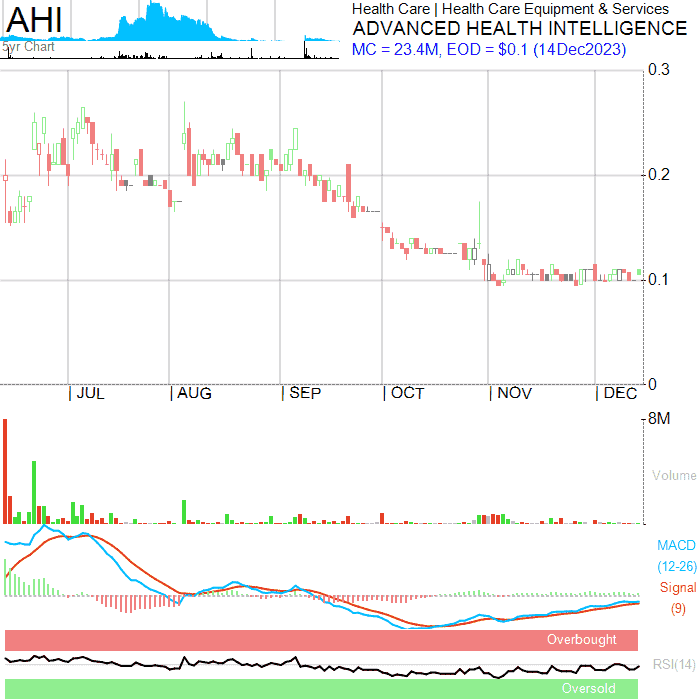 AHI
5yr Chart
Health Care | Health Care Equipment & Services
ADVANCED HEALTH INTELLIGENCE
MC = 23.4M, EOD = $0.1 (14Dec2023)
0.3
0.2
0.1
0
JUL AUG SEP OCT NOV DEC
8M
Volume
MACD
(12-26)
Signal
(9)
Overbought
RSI(14)
Oversold